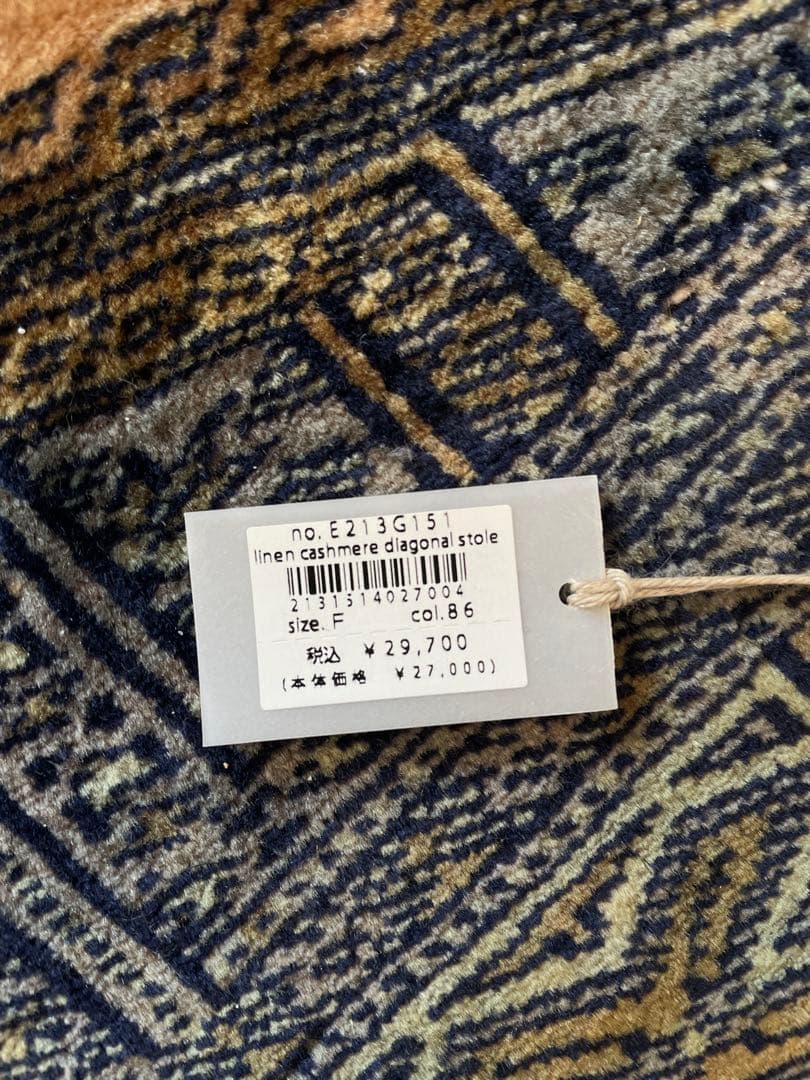 no. E213G151
linen cashmere diagonal stole
2131514027004
size. F col.86
税込 ¥29,700
(本体価格 ¥27,000)